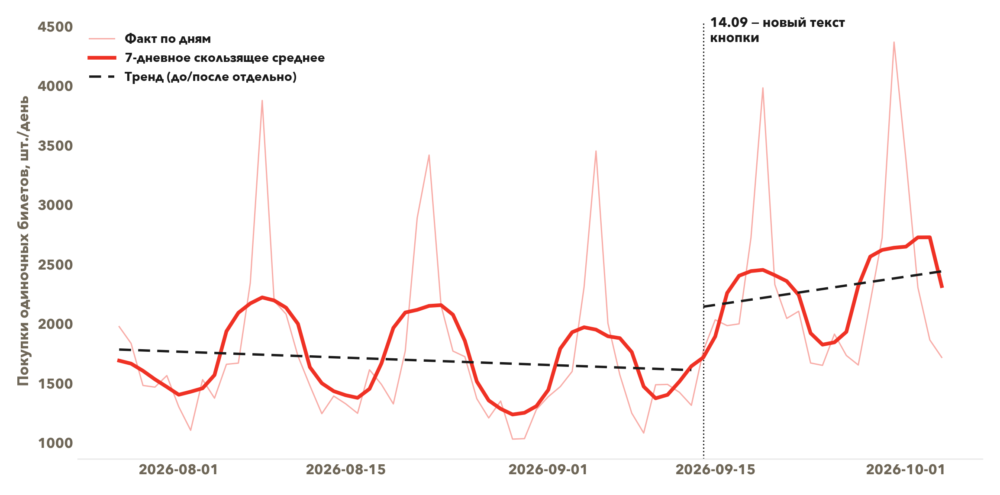 14.09 – новый текст
кнопки
Факт по дням
7-дневное скользящее среднее
Тренд (до/после отдельно)
Покупки одиночных билетов, шт./день
4500
4000
3500
3000
2500
2000
1500
1000
2026-08-01
2026-08-15
2026-09-01
2026-09-15
2026-10-01